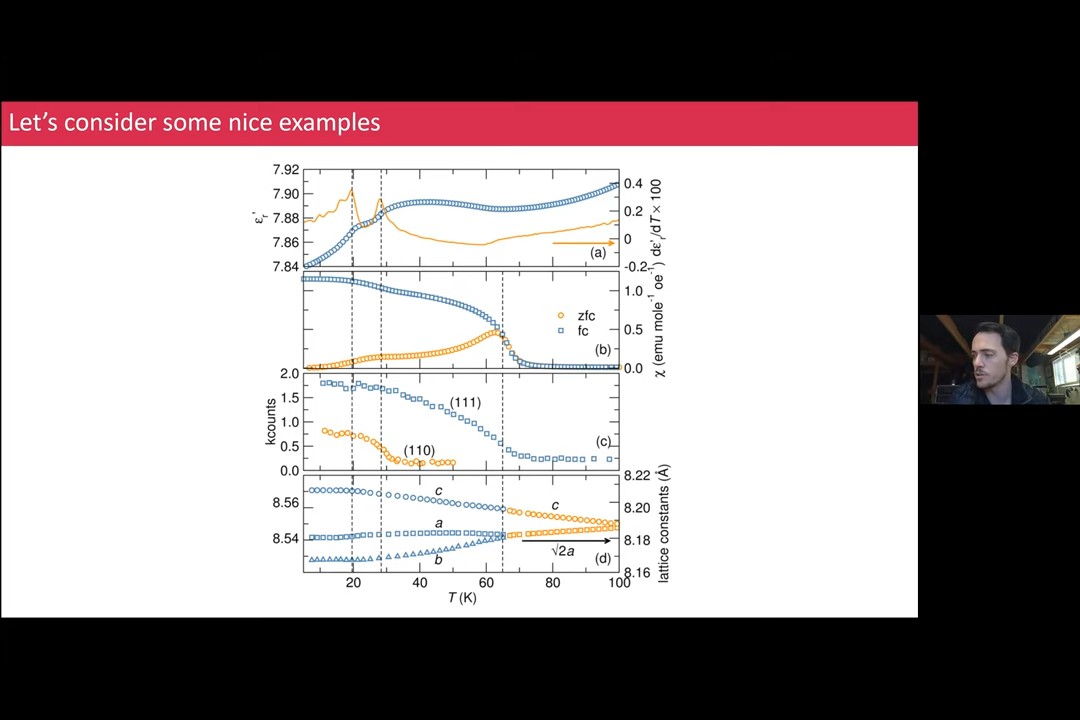 Let's consider some nice examples
7.92
7.90
7.88
7.86
7.84
εr'
0.4
0.2
0
-0.2
dεr'/dT × 100
(a)
1.0
0.5
0.0
χ (emu mole⁻¹ oe⁻¹)
zfc
fc
(b)
2.0
1.5
1.0
0.5
0.0
kcounts
(111)
(110)
(c)
8.56
8.54
8.22
8.20
8.18
8.16
lattice constants (Å)
c
a
b
c
√2a
(d)
20 40 60 80 100
T (K)